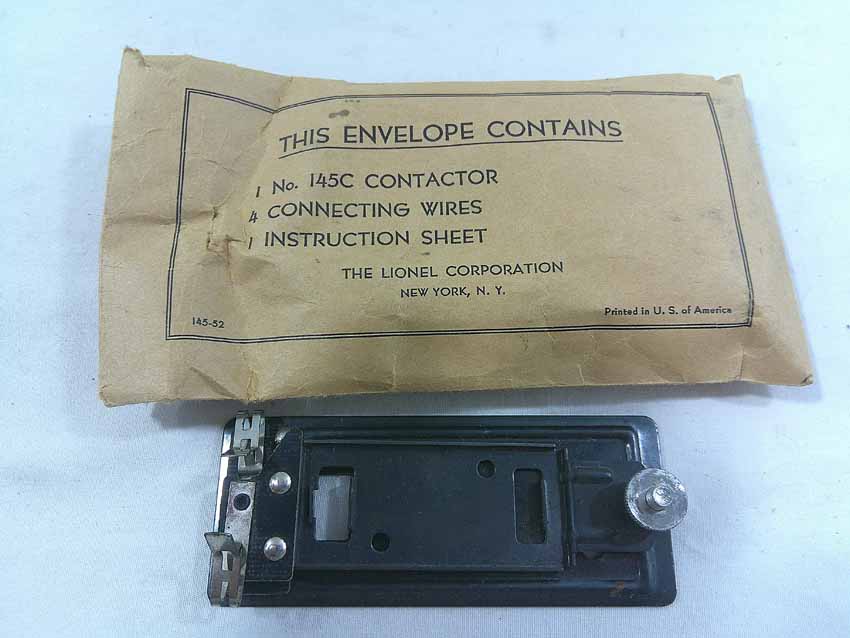 THIS ENVELOPE CONTAINS
1 No. 145C CONTACTOR
4 CONNECTING WIRES
1 INSTRUCTION SHEET
THE LIONEL CORPORATION
NEW YORK, N. Y.
145-52
Printed in U. S. of America